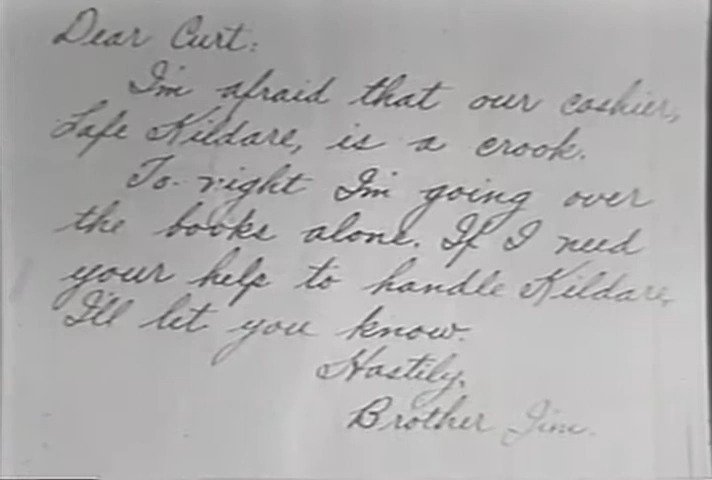 Dear Curt:
I'm afraid that our cashier,
Lafe Kildare, is a crook.
To-night I'm going over
the books alone. If I need
your help to handle Kildare,
I'll let you know.
Hastily,
Brother Jim.